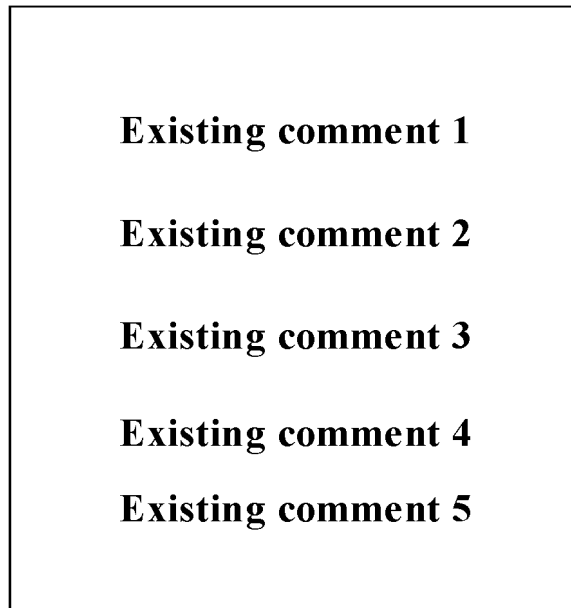 Existing comment 1
Existing comment 2
Existing comment 3
Existing comment 4
Existing comment 5